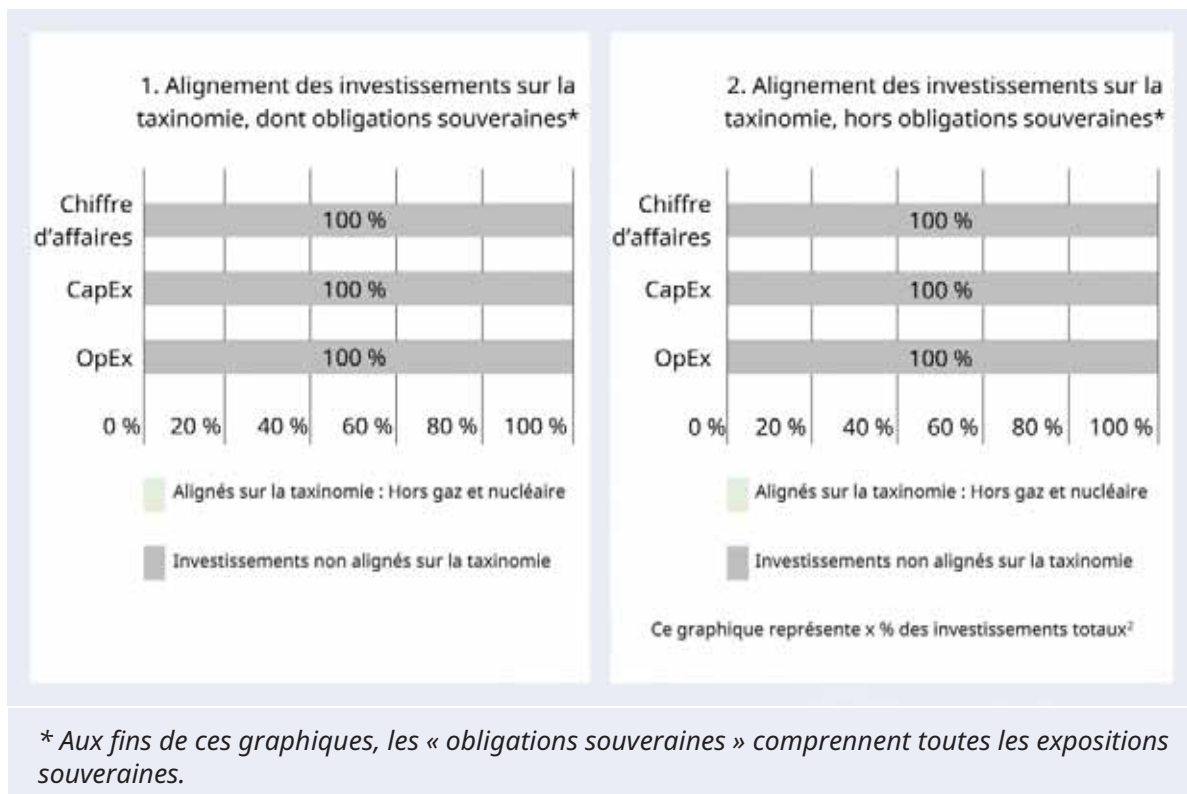 1. Alignement des investissements sur la
taxinomie, dont obligations souveraines*
Chiffre
d'affaires
100 %
CapEx
100 %
OpEx
100 %
0 % 20 % 40 % 60 % 80 % 100 %
Alignés sur la taxinomie : Hors gaz et nucléaire
Investissements non alignés sur la taxinomie
2. Alignement des investissements sur la
taxinomie, hors obligations souveraines*
Chiffre
d'affaires
100 %
CapEx
100 %
OpEx
100 %
0 % 20 % 40 % 60 % 80 % 100 %
Alignés sur la taxinomie : Hors gaz et nucléaire
Investissements non alignés sur la taxinomie
Ce graphique représente x % des investissements totaux²
* Aux fins de ces graphiques, les « obligations souveraines » comprennent toutes les expositions
souveraines.